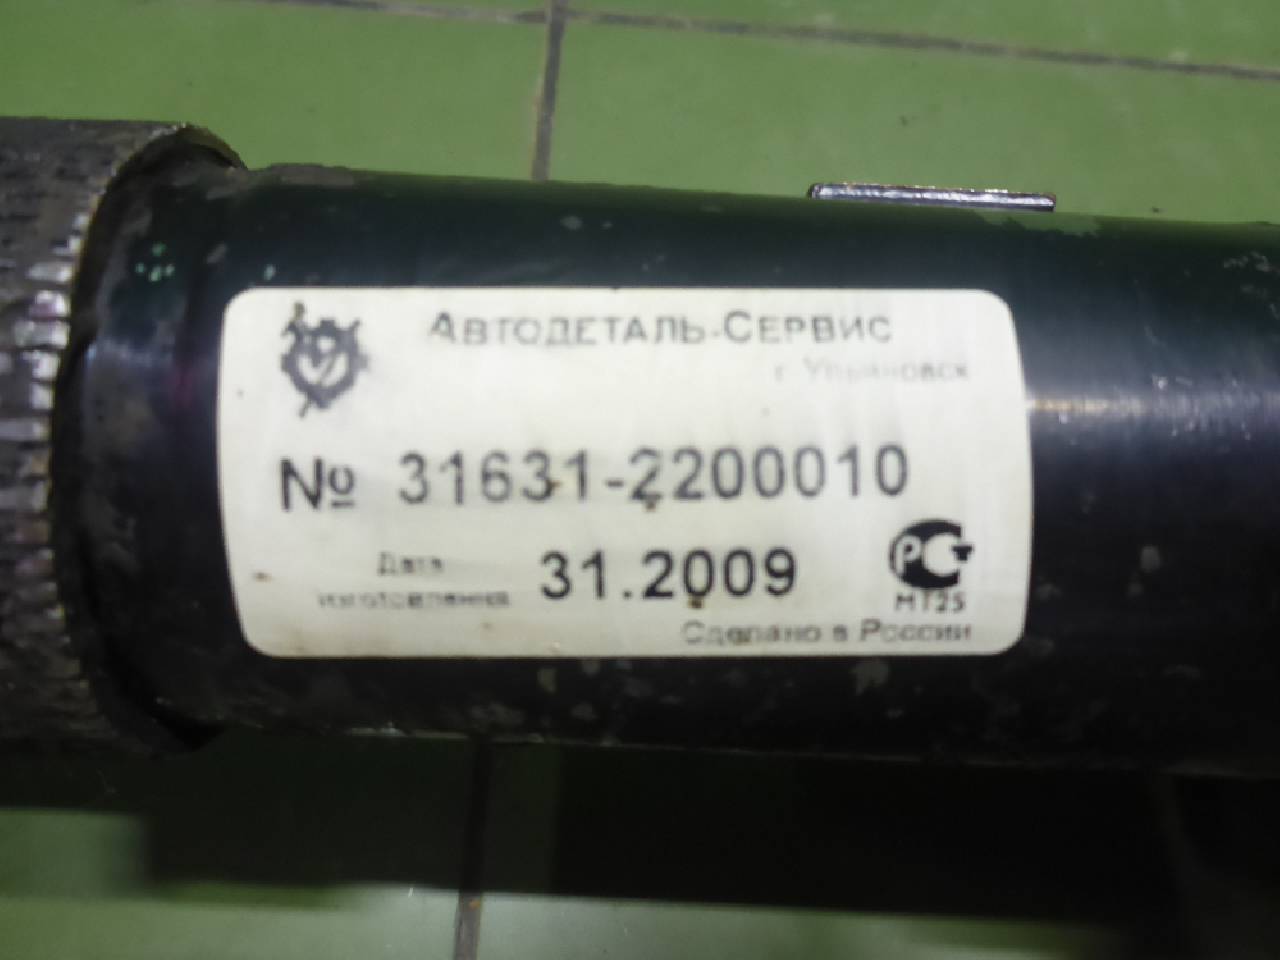 АВТОДЕТАЛЬ-СЕРВИС
г. Ульяновск
№ 31631-2200010
Дата
изготовления 31.2009
РСТ
МТ25
Сделано в России